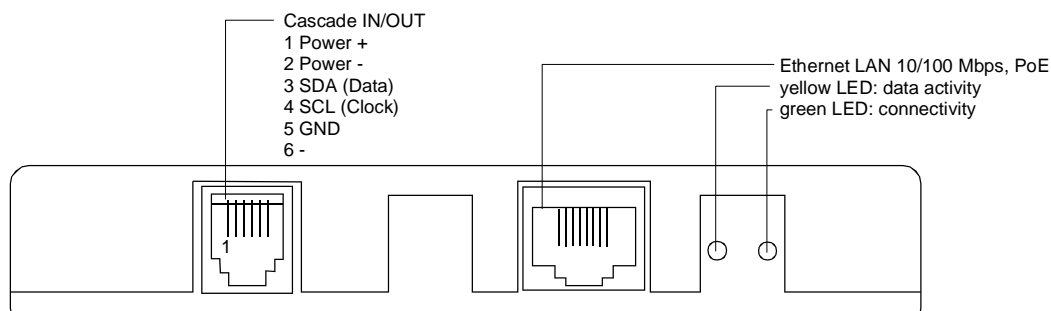 Cascade IN/OUT
1 Power +
2 Power -
3 SDA (Data)
4 SCL (Clock)
5 GND
6 -
Ethernet LAN 10/100 Mbps, PoE
yellow LED: data activity
green LED: connectivity
1